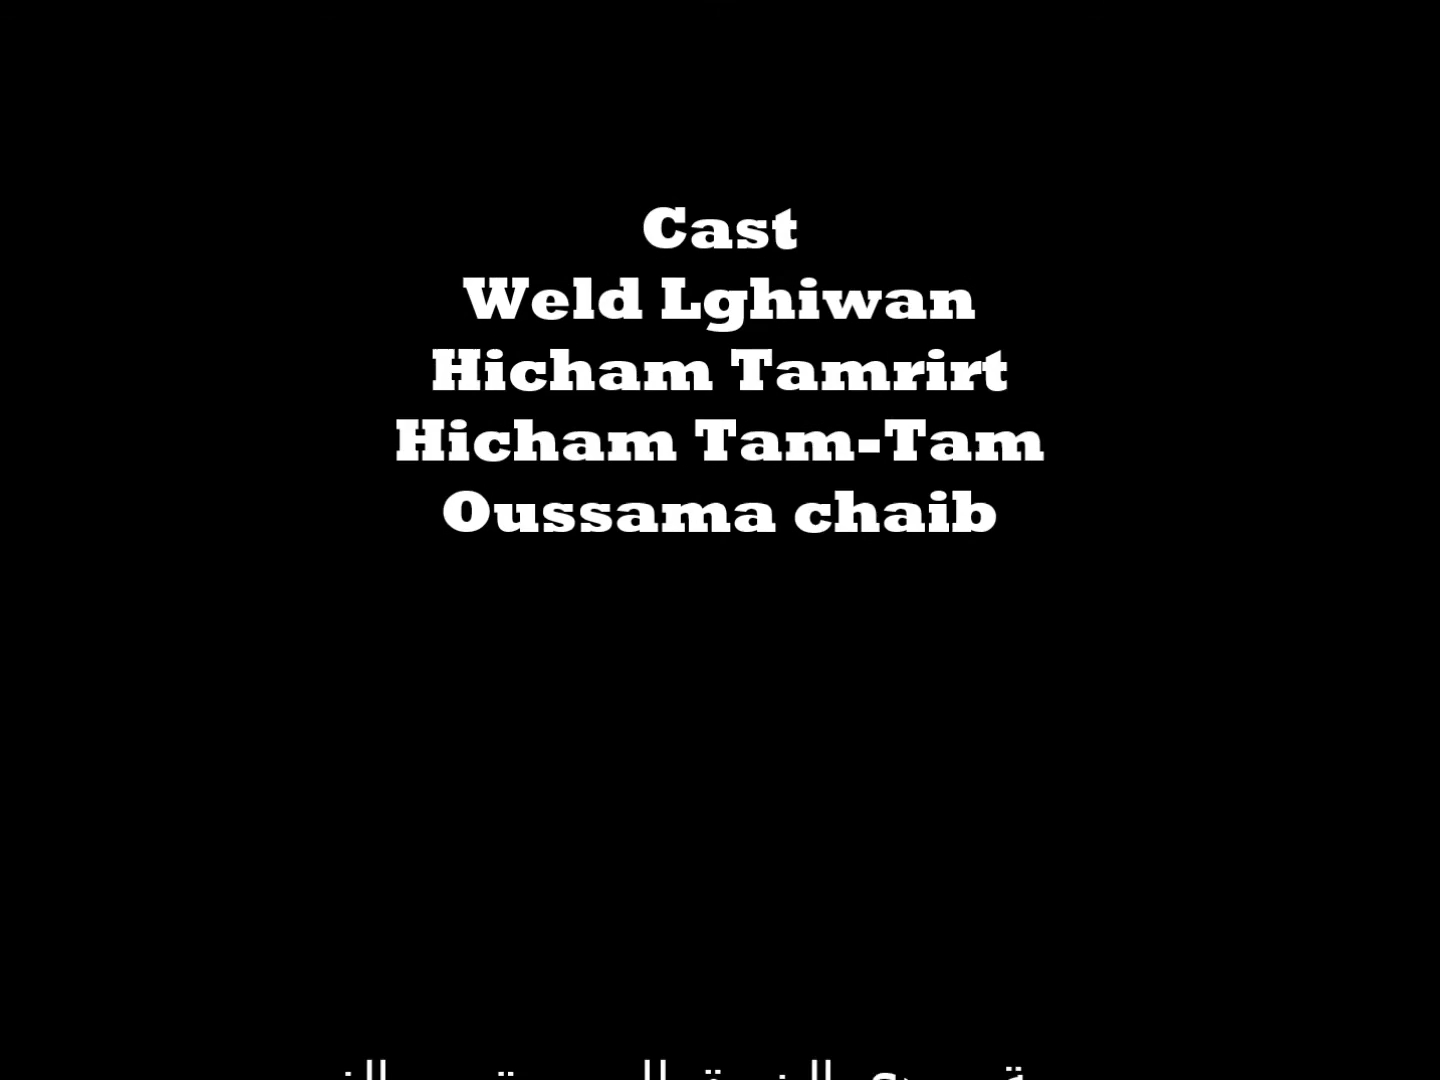 Cast
Weld Lghiwan
Hicham Tamrirt
Hicham Tam-Tam
Oussama chaib